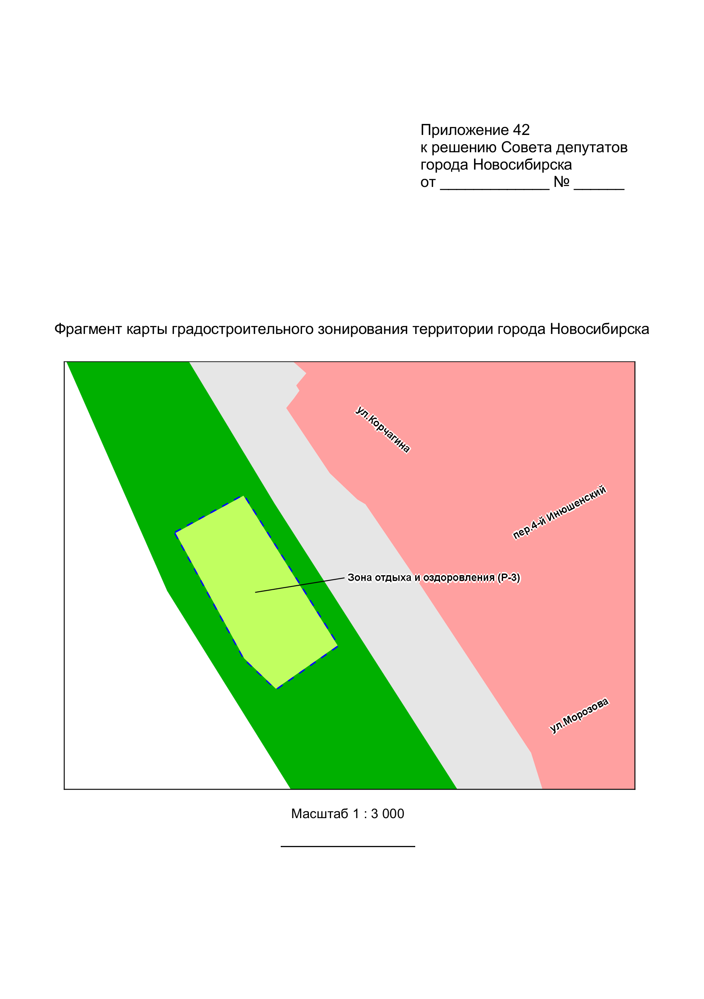 Приложение 42
к решению Совета депутатов
города Новосибирска
от _____________ № ______
Фрагмент карты градостроительного зонирования территории города Новосибирска
ул.Корчагина
пер.4-й Инюшенский
Зона отдыха и оздоровления (Р-3)
ул.Морозова
Масштаб 1 : 3 000